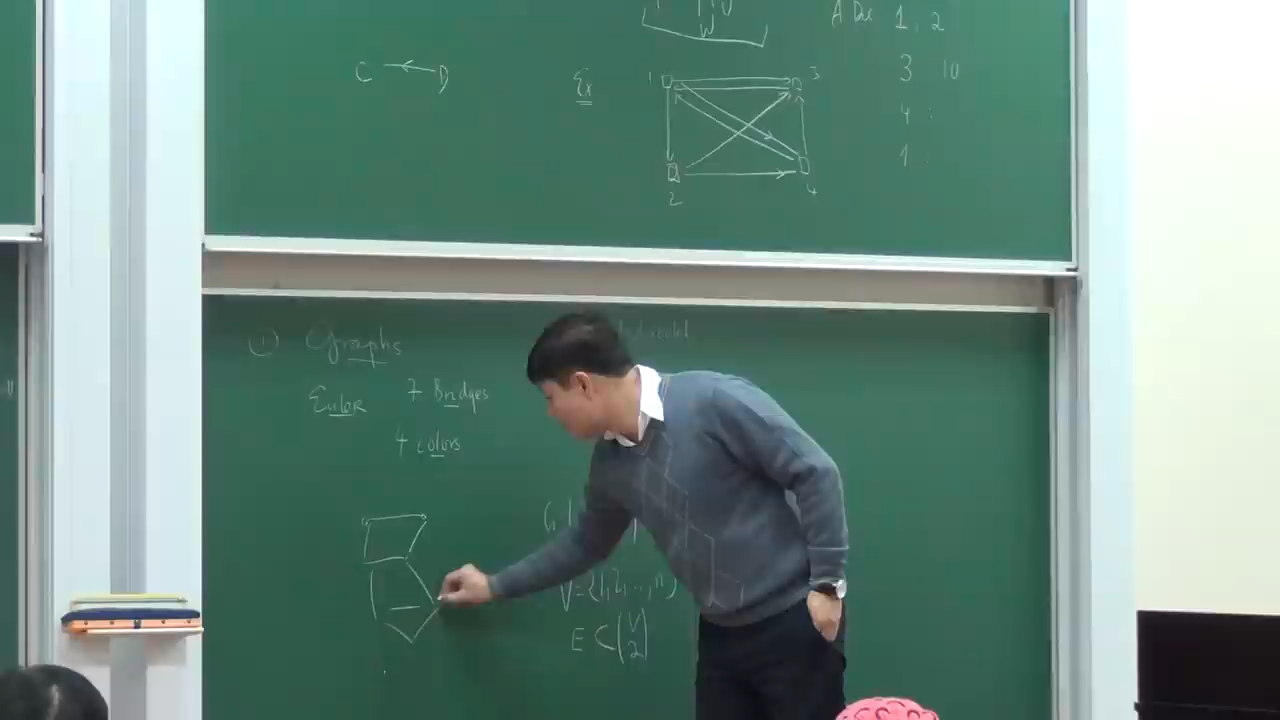 W
A Due 1, 2
C D
Ex
1 3
3 10
4 :
1 :
2 4
① Graphs
Euler 7 Bridges
4 colors
V = {1, 2, ..., n}
E ⊂ (V 2)